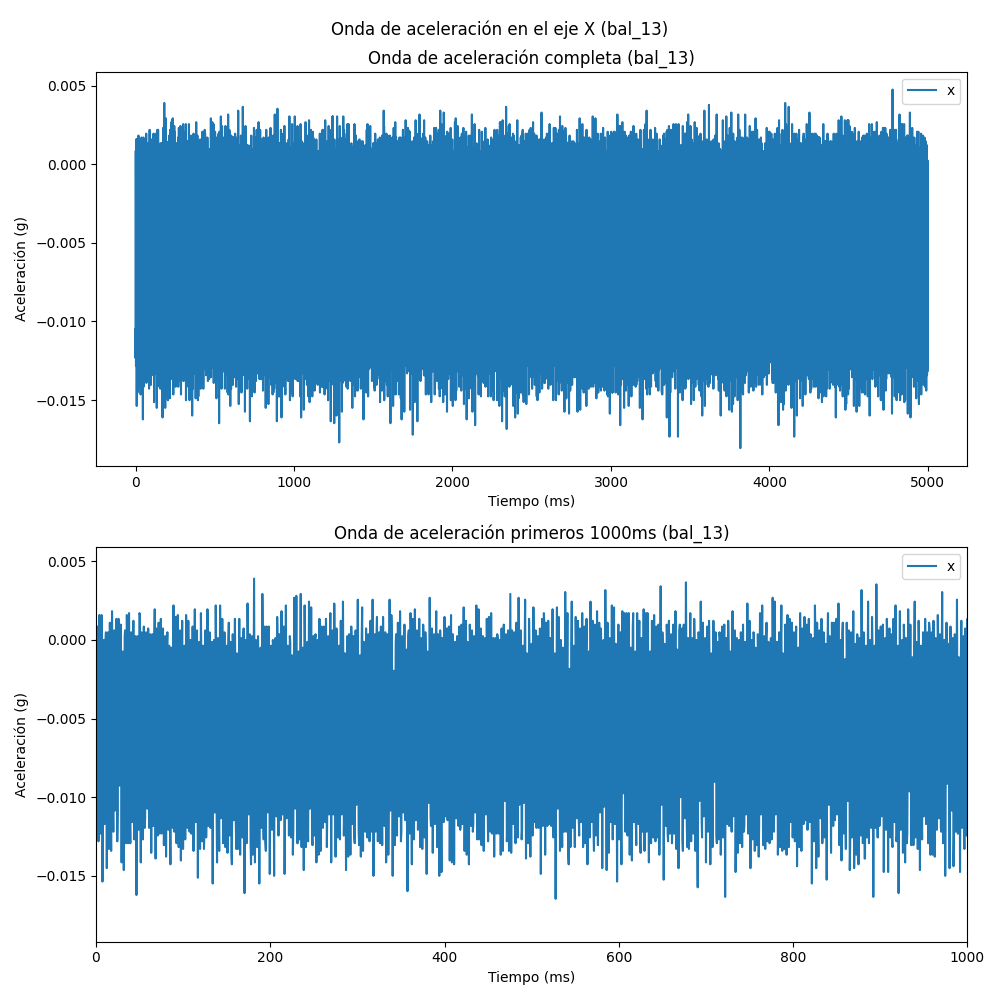 Onda de aceleración en el eje X (bal_13)
Onda de aceleración completa (bal_13)
x
0.005
0.000
−0.005
−0.010
−0.015
Aceleración (g)
0 1000 2000 3000 4000 5000
Tiempo (ms)
Onda de aceleración primeros 1000ms (bal_13)
x
0.005
0.000
−0.005
−0.010
−0.015
Aceleración (g)
0 200 400 600 800 1000
Tiempo (ms)